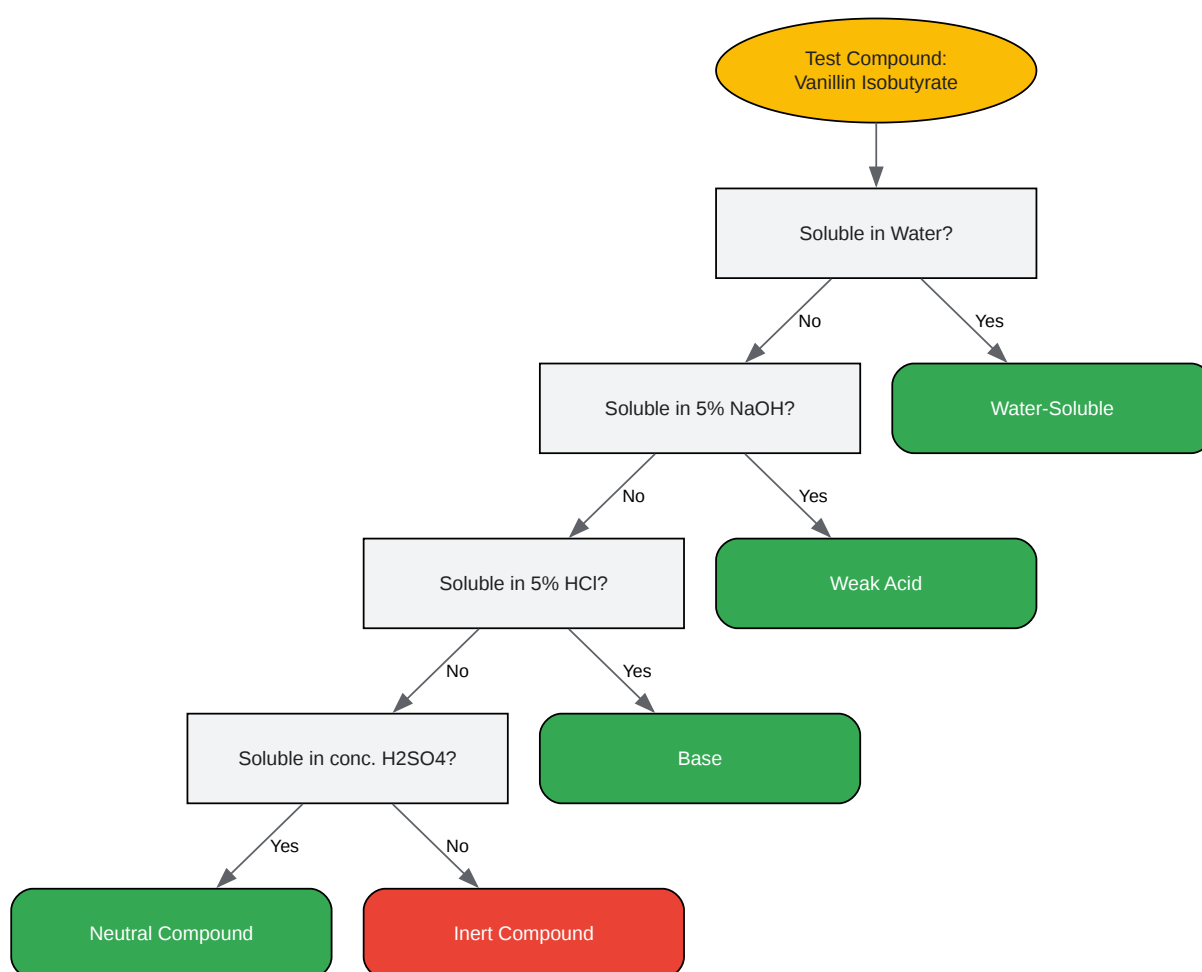 Test Compound:
Vanillin Isobutyrate
Soluble in Water?
No
Yes
Soluble in 5% NaOH?
Water-Soluble
No
Yes
Soluble in 5% HCl?
Weak Acid
No
Yes
Soluble in conc. H2SO4?
Base
Yes
No
Neutral Compound
Inert Compound